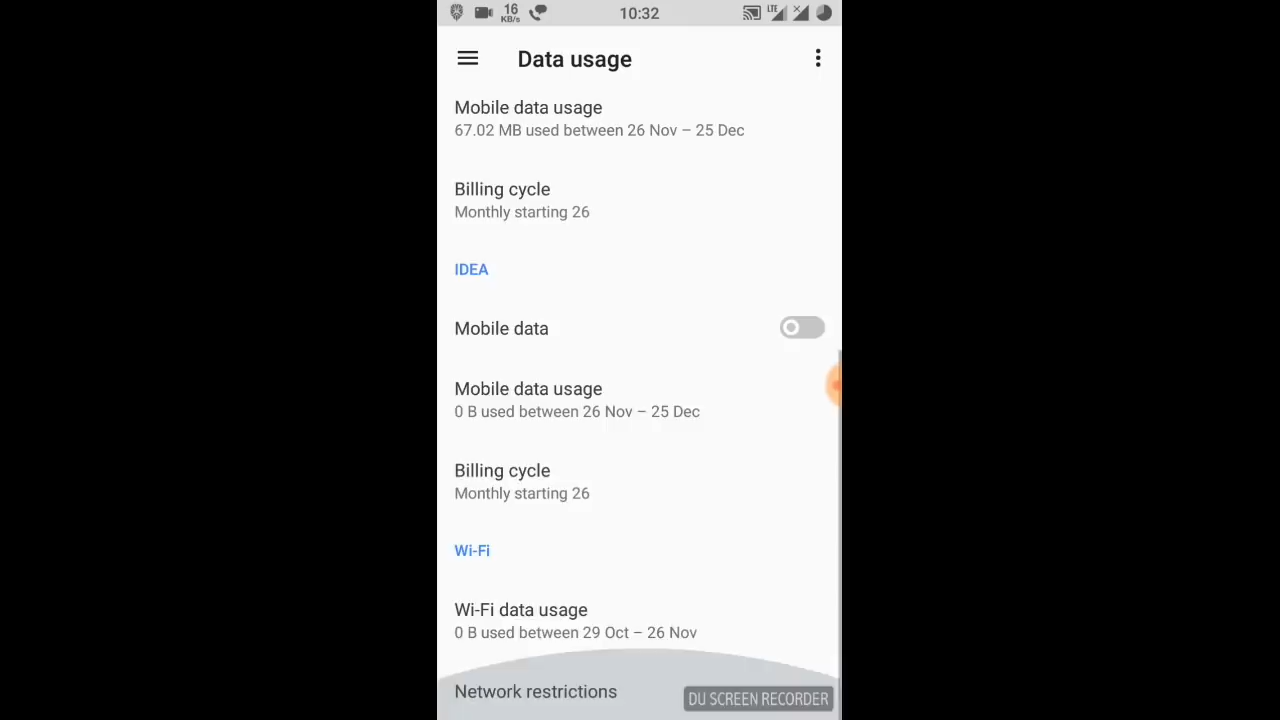 16
KB/s
10:32
LTE
Data usage
Mobile data usage
67.02 MB used between 26 Nov – 25 Dec
Billing cycle
Monthly starting 26
IDEA
Mobile data
Mobile data usage
0 B used between 26 Nov – 25 Dec
Billing cycle
Monthly starting 26
Wi-Fi
Wi-Fi data usage
0 B used between 29 Oct – 26 Nov
Network restrictions
DU SCREEN RECORDER